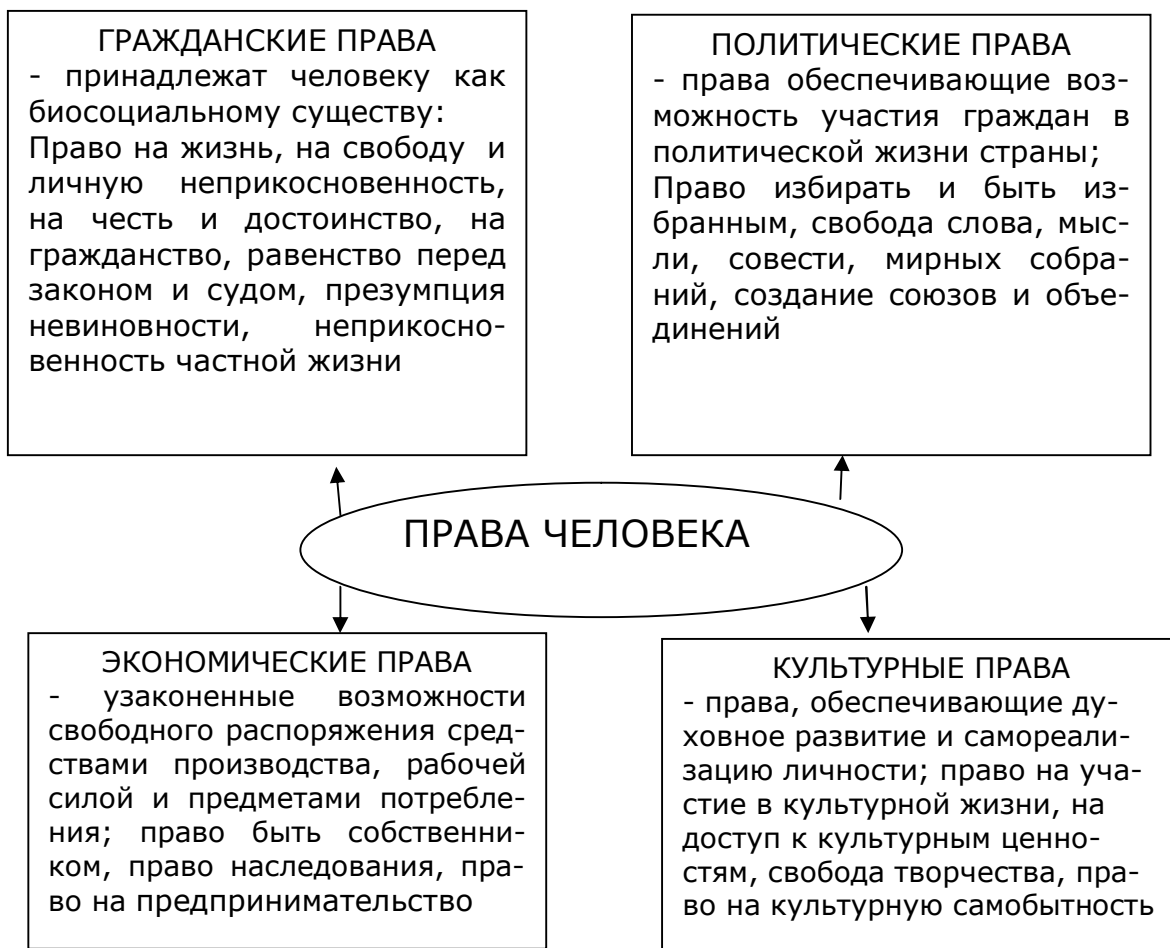 ГРАЖДАНСКИЕ ПРАВА
- принадлежат человеку как
биосоциальному существу:
Право на жизнь, на свободу и
личную неприкосновенность,
на честь и достоинство, на
гражданство, равенство перед
законом и судом, презумпция
невиновности, неприкосно-
венность частной жизни
ПОЛИТИЧЕСКИЕ ПРАВА
- права обеспечивающие воз-
можность участия граждан в
политической жизни страны;
Право избирать и быть из-
бранным, свобода слова, мыс-
ли, совести, мирных собра-
ний, создание союзов и объе-
динений
ПРАВА ЧЕЛОВЕКА
ЭКОНОМИЧЕСКИЕ ПРАВА
- узаконенные возможности
свободного распоряжения сред-
ствами производства, рабочей
силой и предметами потребле-
ния; право быть собственни-
ком, право наследования, пра-
во на предпринимательство
КУЛЬТУРНЫЕ ПРАВА
- права, обеспечивающие ду-
ховное развитие и самореали-
зацию личности; право на уча-
стие в культурной жизни, на
доступ к культурным ценно-
стям, свобода творчества, пра-
во на культурную самобытность